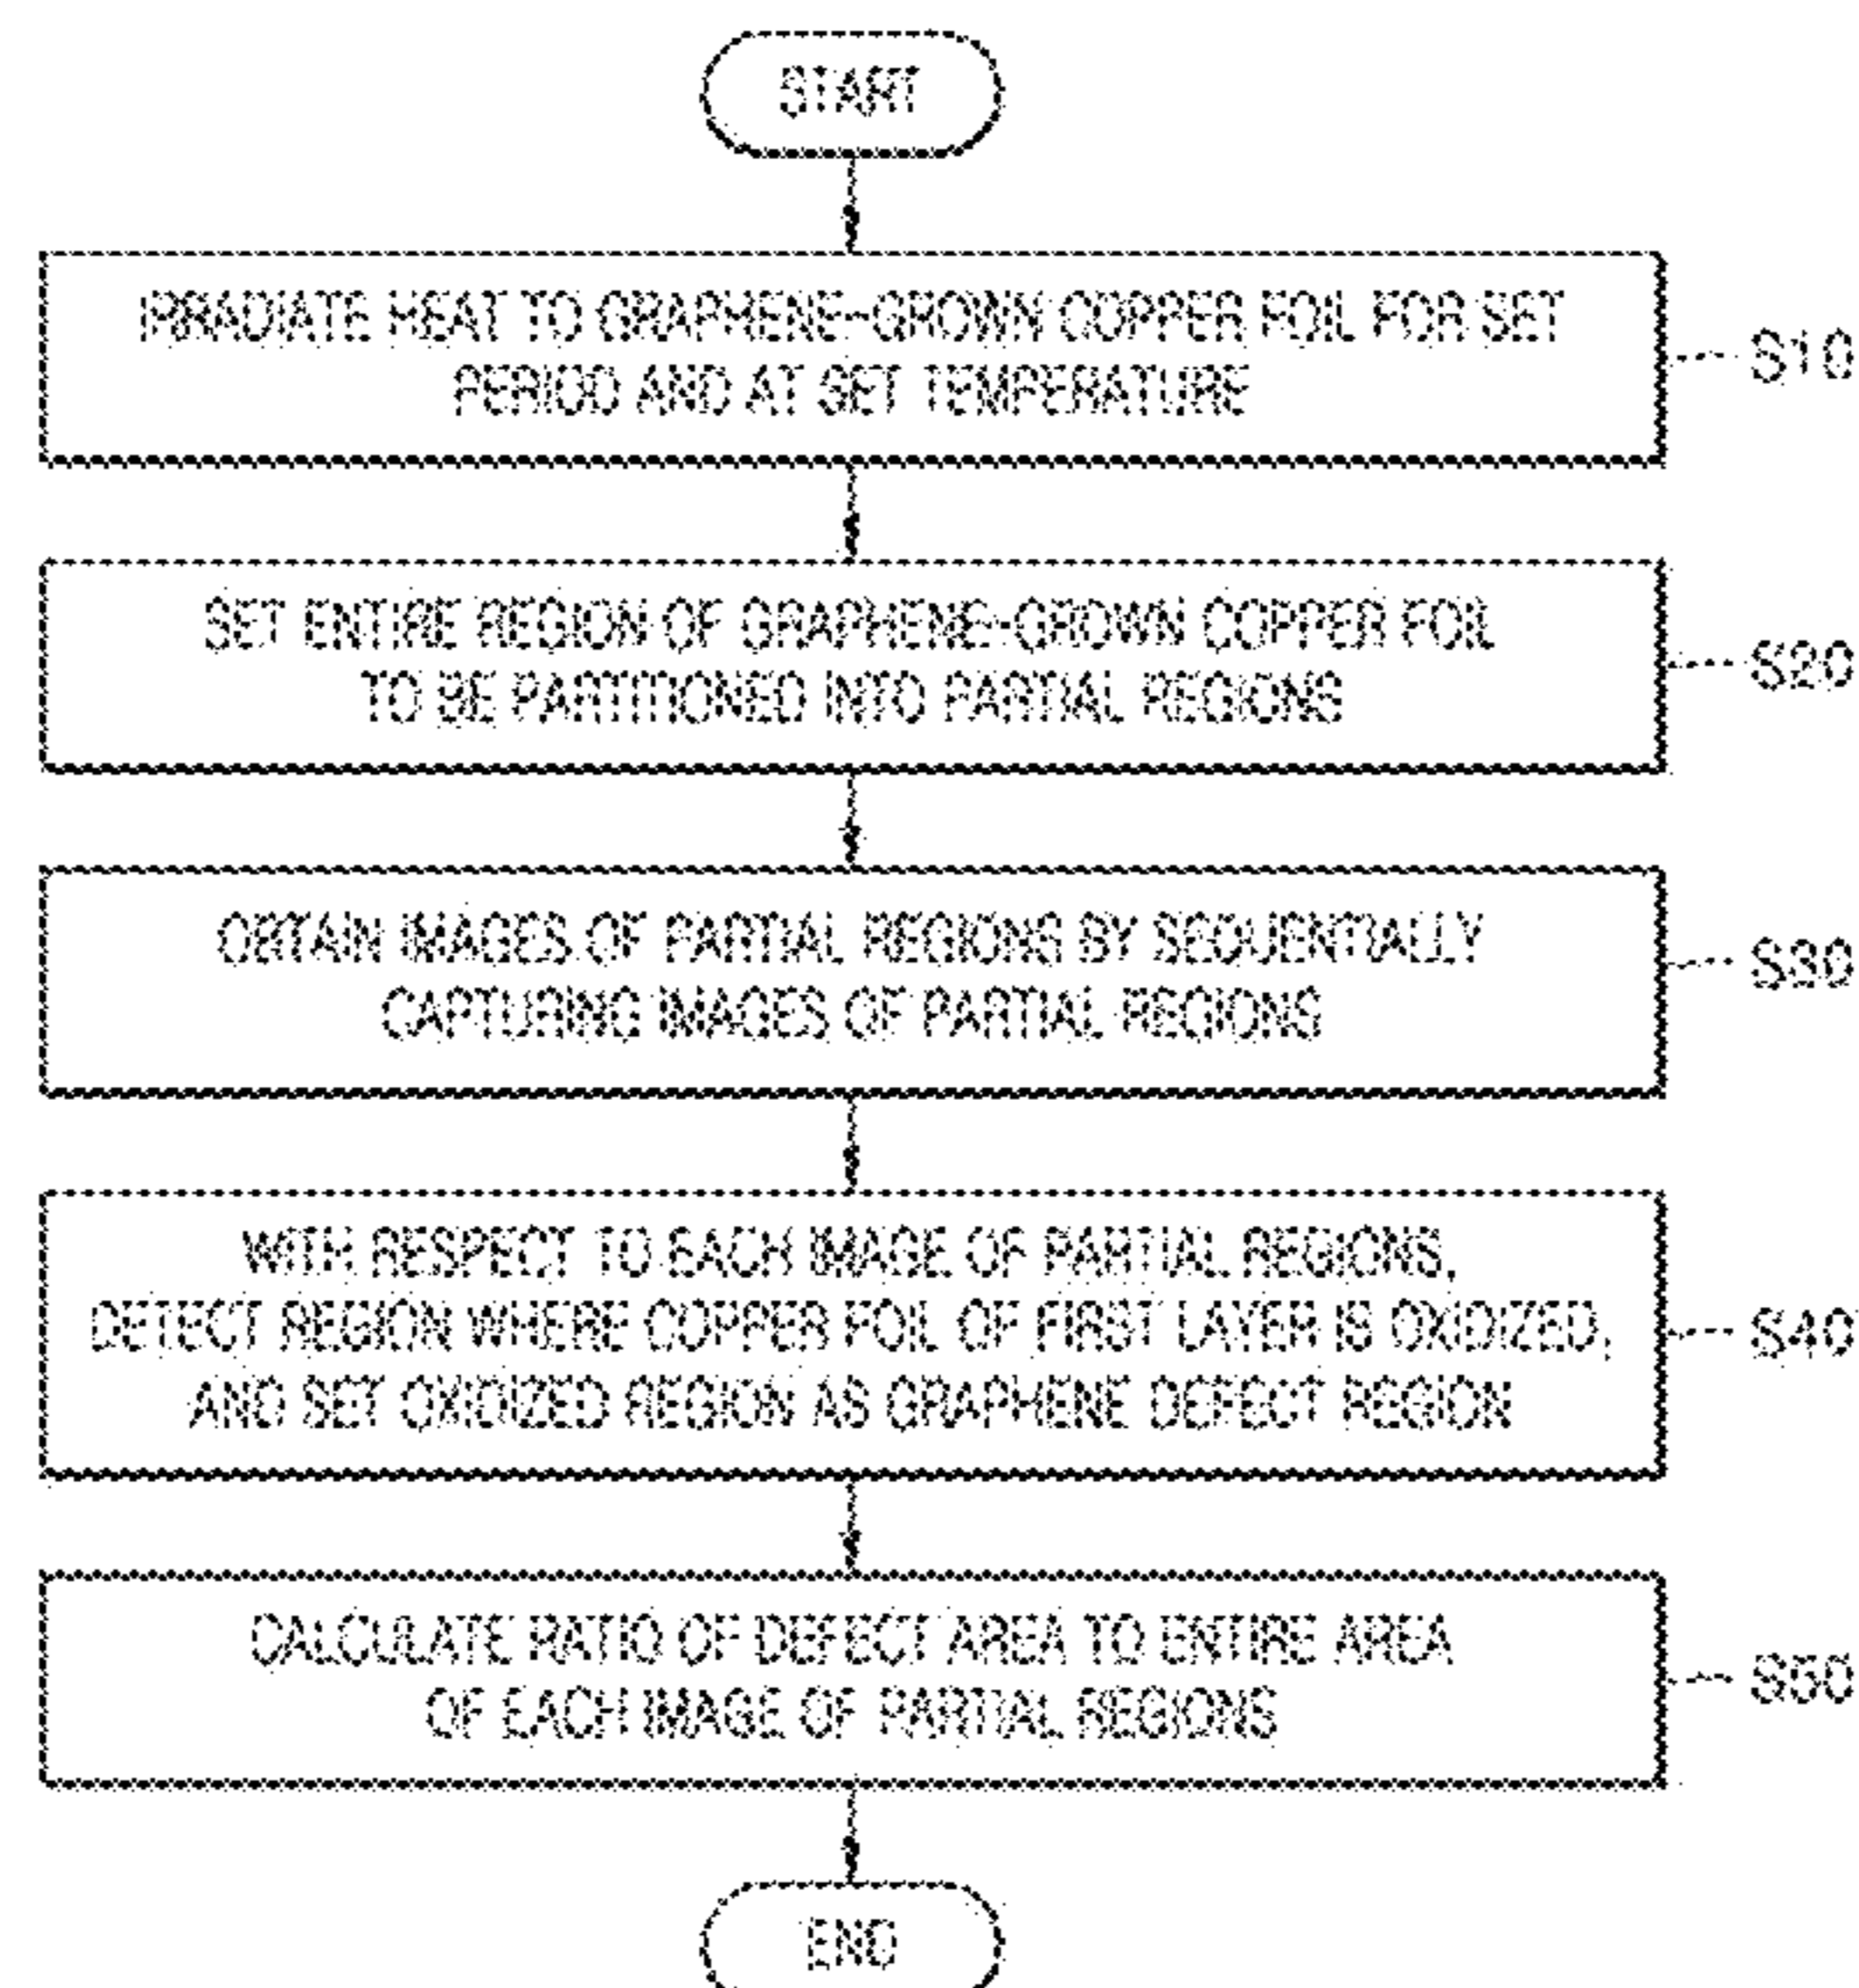 START
IRRADIATE HEAT TO GRAPHENE-GROWN COPPER FOIL FOR SET
PERIOD AND AT SET TEMPERATURE
S10
SET ENTIRE REGION OF GRAPHENE-GROWN COPPER FOIL
TO BE PARTITIONED INTO PARTIAL REGIONS
S20
OBTAIN IMAGES OF PARTIAL REGIONS BY SEQUENTIALLY
CAPTURING IMAGES OF PARTIAL REGIONS
S30
WITH RESPECT TO EACH IMAGE OF PARTIAL REGIONS,
DETECT REGION WHERE COPPER FOIL OF FIRST LAYER IS OXIDIZED,
AND SET OXIDIZED REGION AS GRAPHENE DEFECT REGION
S40
CALCULATE RATIO OF DEFECT AREA TO ENTIRE AREA
OF EACH IMAGE OF PARTIAL REGIONS
S50
END